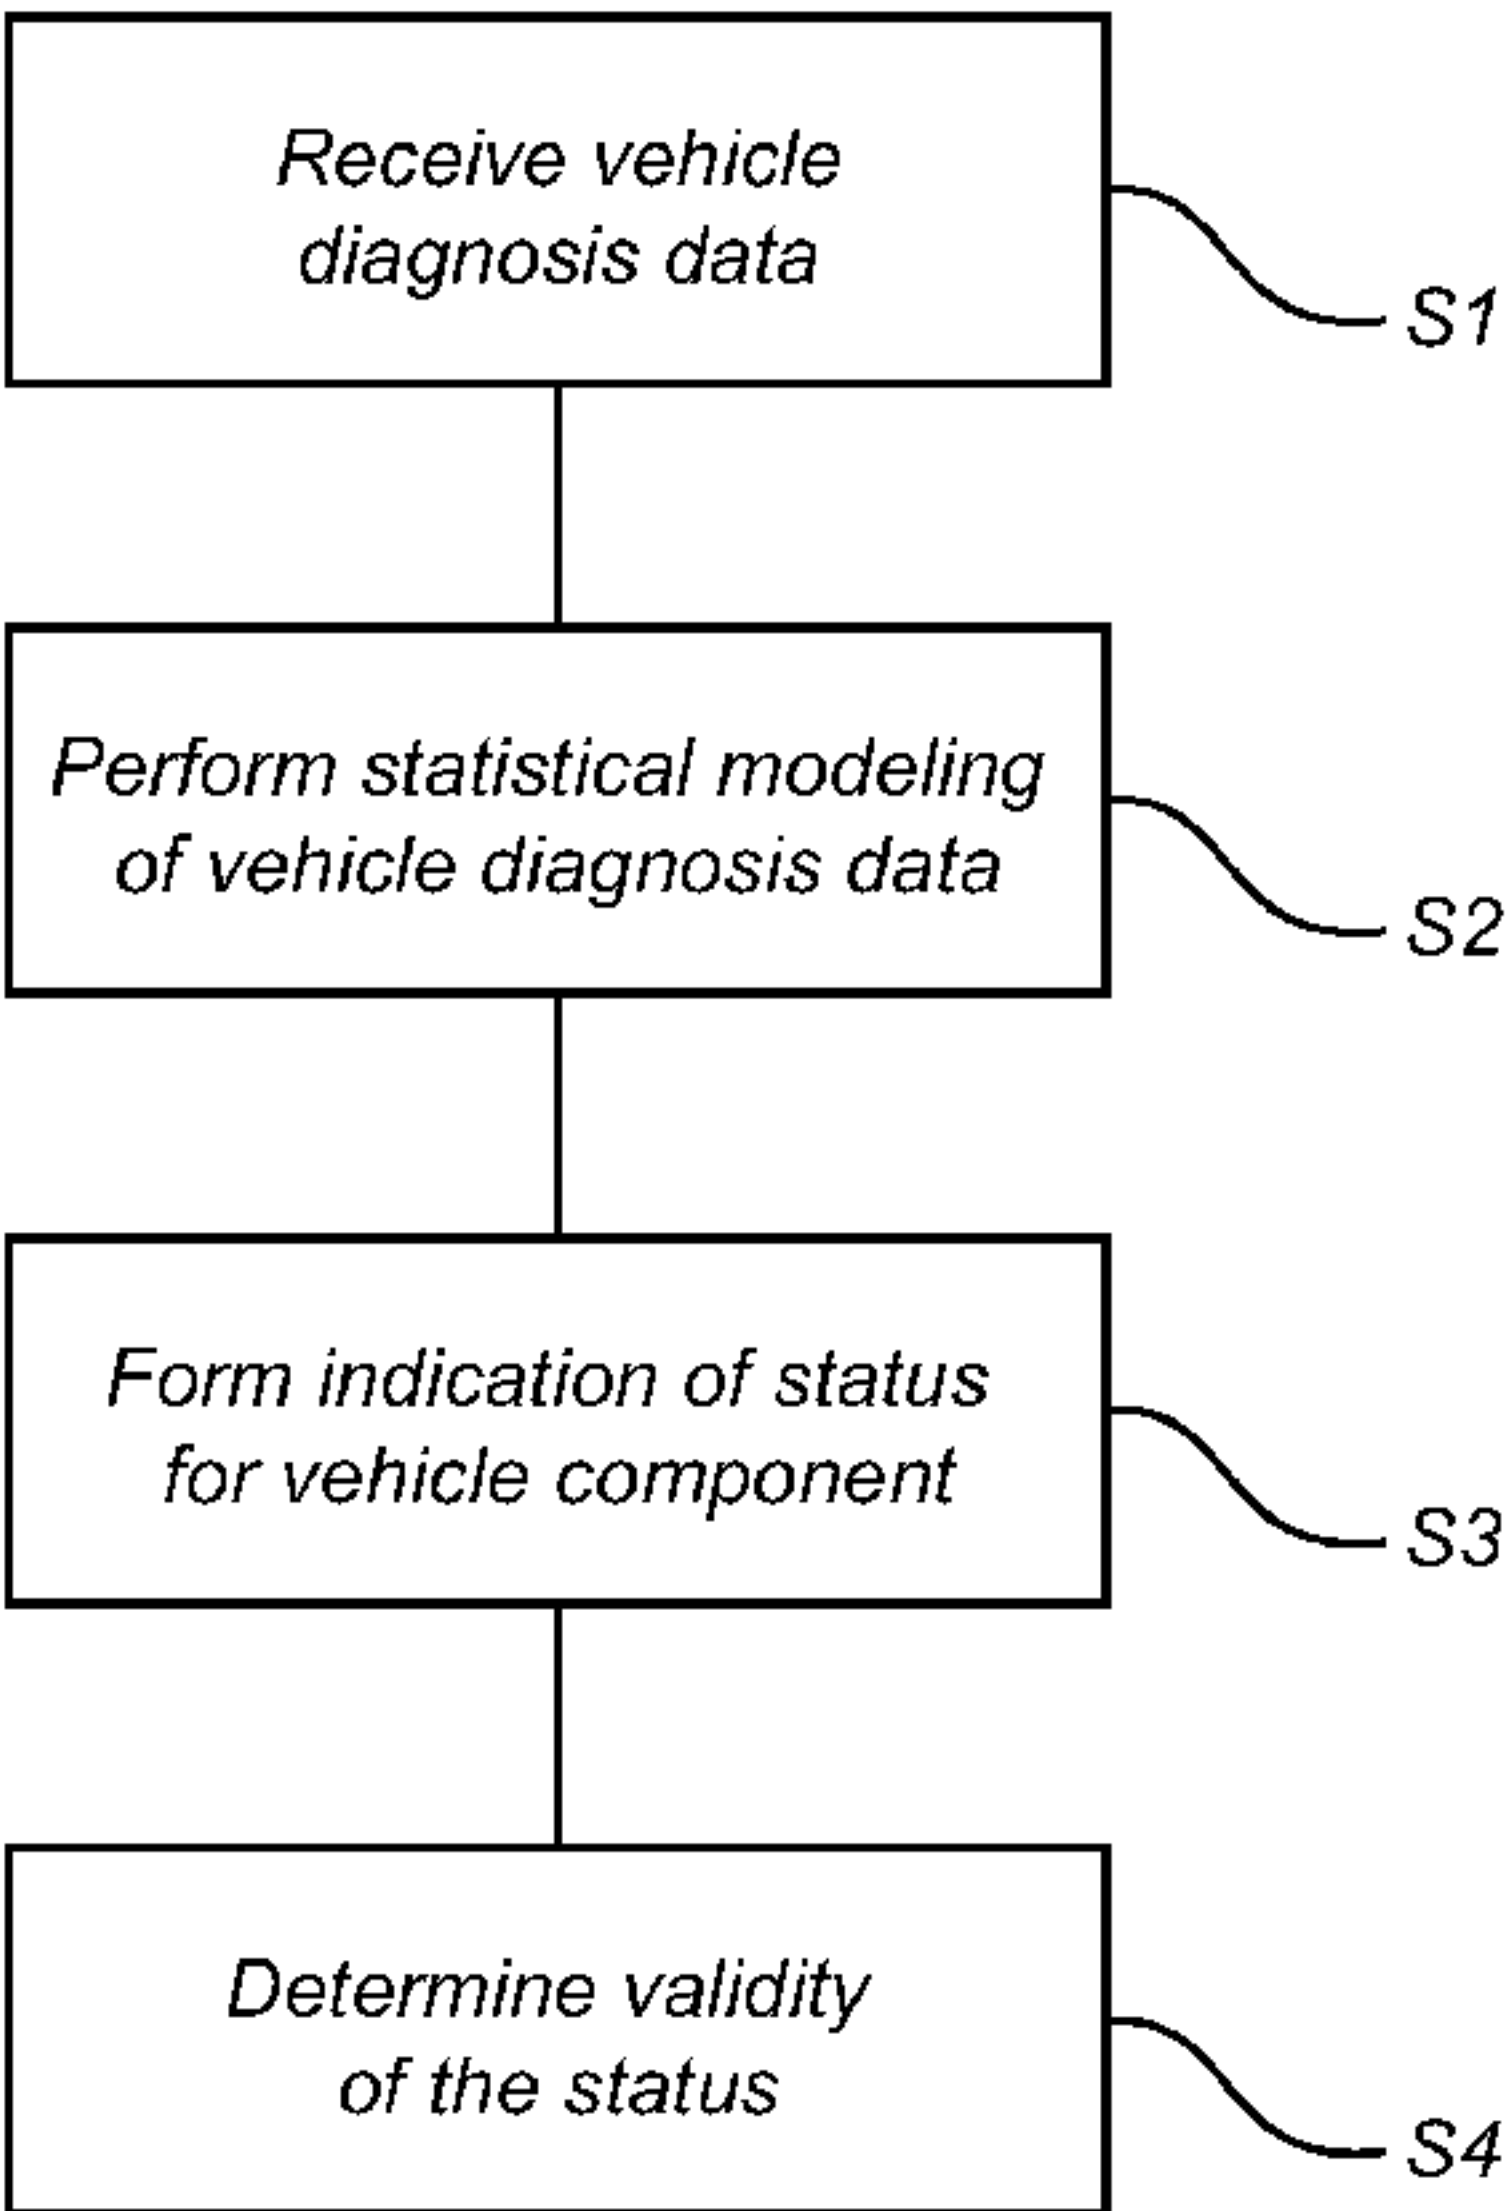 Receive vehicle
diagnosis data
S1
Perform statistical modeling
of vehicle diagnosis data
S2
Form indication of status
for vehicle component
S3
Determine validity
of the status
S4